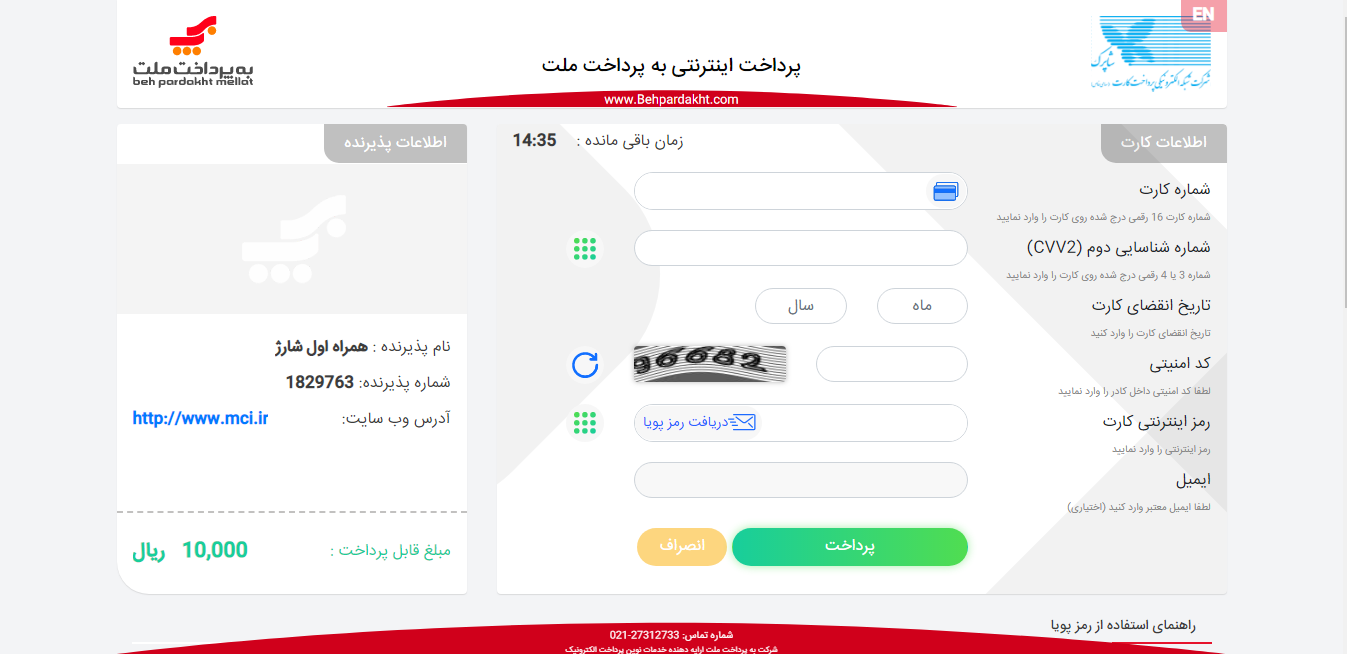 EN
شاپرک
شرکت شبکه الکترونیکی پرداخت کارت
پرداخت اینترنتی به پرداخت ملت
www.Behpardakht.com
به پرداخت ملت
beh pardakht mellat
اطلاعات کارت
زمان باقی مانده : 14:35
شماره کارت
شماره کارت 16 رقمی درج شده روی کارت را وارد نمایید
شماره شناسایی دوم (CVV2)
شماره 3 یا 4 رقمی درج شده روی کارت را وارد نمایید
تاریخ انقضای کارت
ماه
سال
تاریخ انقضای کارت را وارد کنید
کد امنیتی
لطفا کد امنیتی داخل کادر را وارد نمایید
رمز اینترنتی کارت
دریافت رمز پویا
رمز اینترنتی را وارد نمایید
ایمیل
لطفا ایمیل معتبر وارد کنید (اختیاری)
پرداخت
انصراف
اطلاعات پذیرنده
نام پذیرنده : همراه اول شارژ
شماره پذیرنده: 1829763
آدرس وب سایت: http://www.mci.ir
مبلغ قابل پرداخت : 10,000 ریال
راهنمای استفاده از رمز پویا
شماره تماس: 27312733-021
شرکت به پرداخت ملت ارایه دهنده خدمات نوین پرداخت الکترونیک